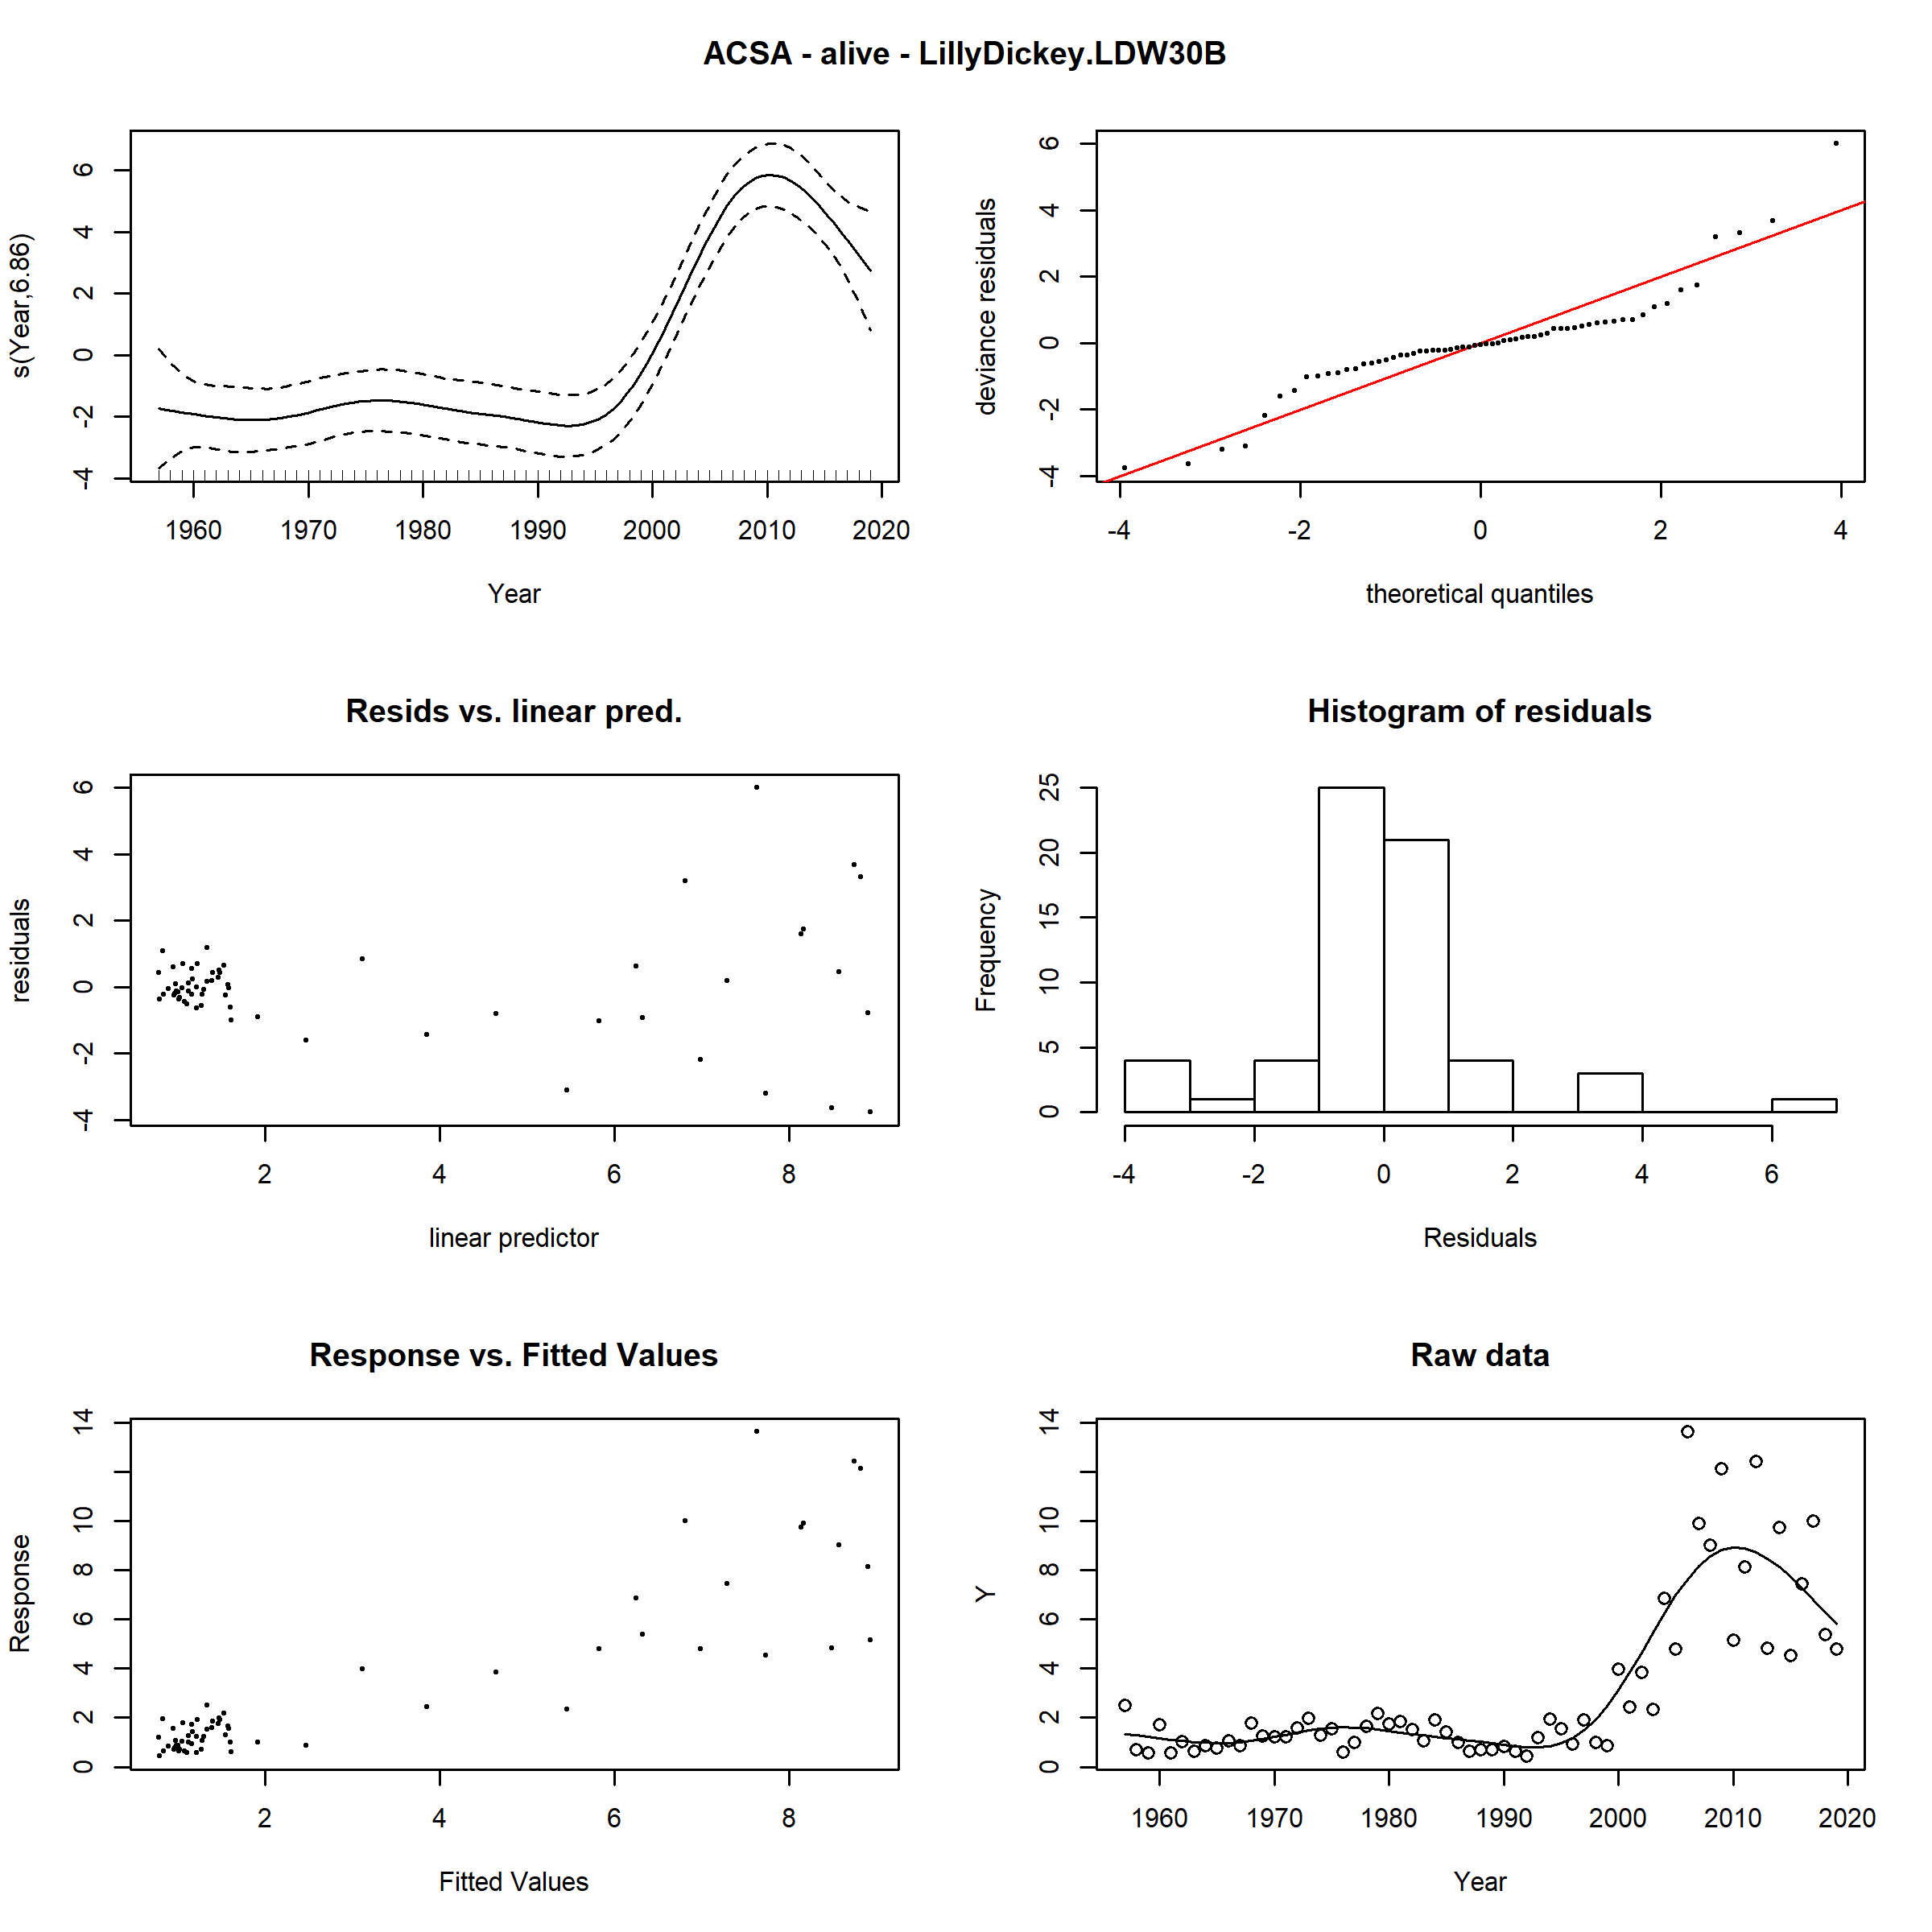 ACSA - alive - LillyDickey.LDW30B
s(Year,6.86)
-4 -2 0 2 4 6
1960 1970 1980 1990 2000 2010 2020
Year
deviance residuals
-4 -2 0 2 4 6
-4 -2 0 2 4
theoretical quantiles
Resids vs. linear pred.
residuals
-4 -2 0 2 4 6
2 4 6 8
linear predictor
Histogram of residuals
Frequency
0 5 10 15 20 25
-4 -2 0 2 4 6
Residuals
Response vs. Fitted Values
Response
0 2 4 6 8 10 14
2 4 6 8
Fitted Values
Raw data
Y
0 2 4 6 8 10 14
1960 1970 1980 1990 2000 2010 2020
Year